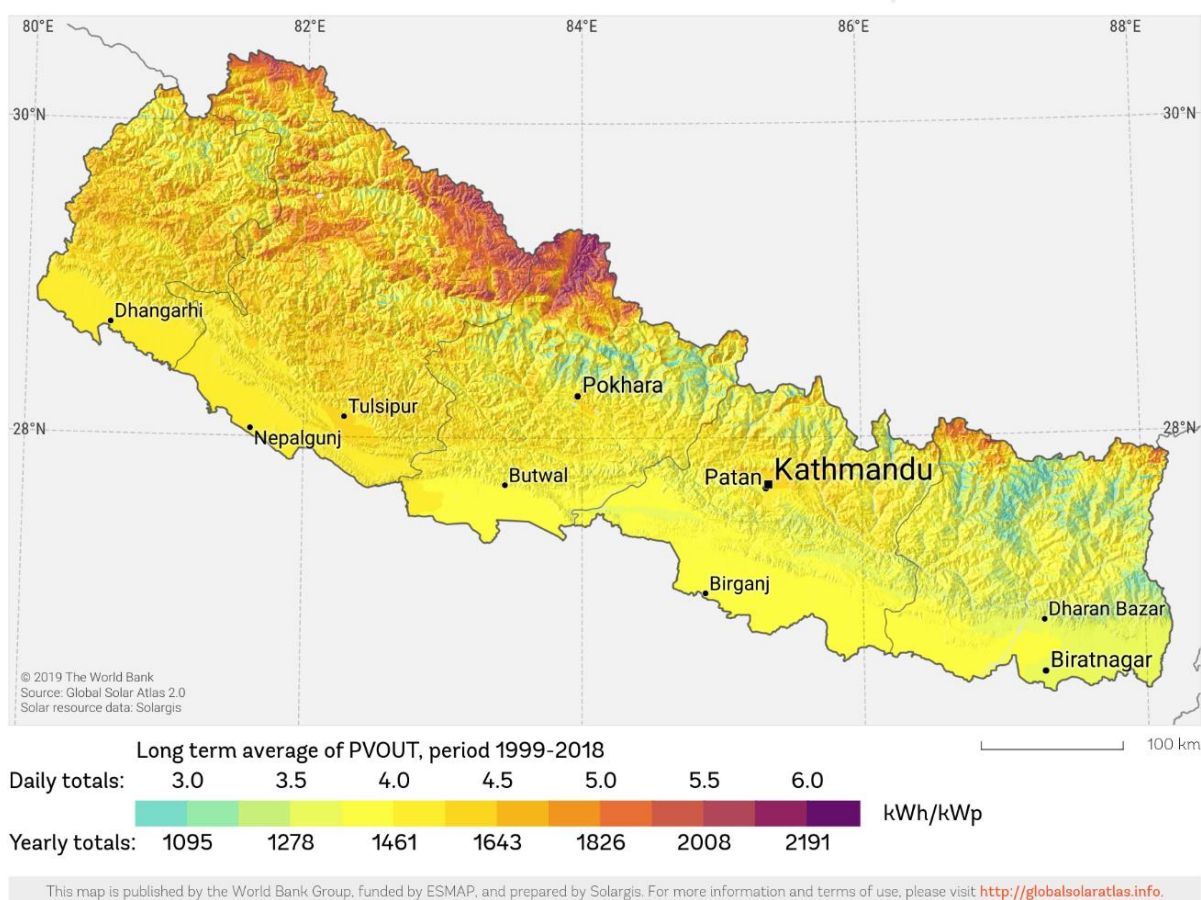 80°E 82°E 84°E 86°E 88°E
30°N 30°N
Dhangarhi
Pokhara
Tulsipur
28°N 28°N
Nepalgunj
Kathmandu
Patan
Butwal
Birganj
Dharan Bazar
Biratnagar
© 2019 The World Bank
Source: Global Solar Atlas 2.0
Solar resource data: Solargis
Long term average of PVOUT, period 1999-2018
100 km
Daily totals: 3.0 3.5 4.0 4.5 5.0 5.5 6.0
kWh/kWp
Yearly totals: 1095 1278 1461 1643 1826 2008 2191
This map is published by the World Bank Group, funded by ESMAP, and prepared by Solargis. For more information and terms of use, please visit http://globalsolaratlas.info.